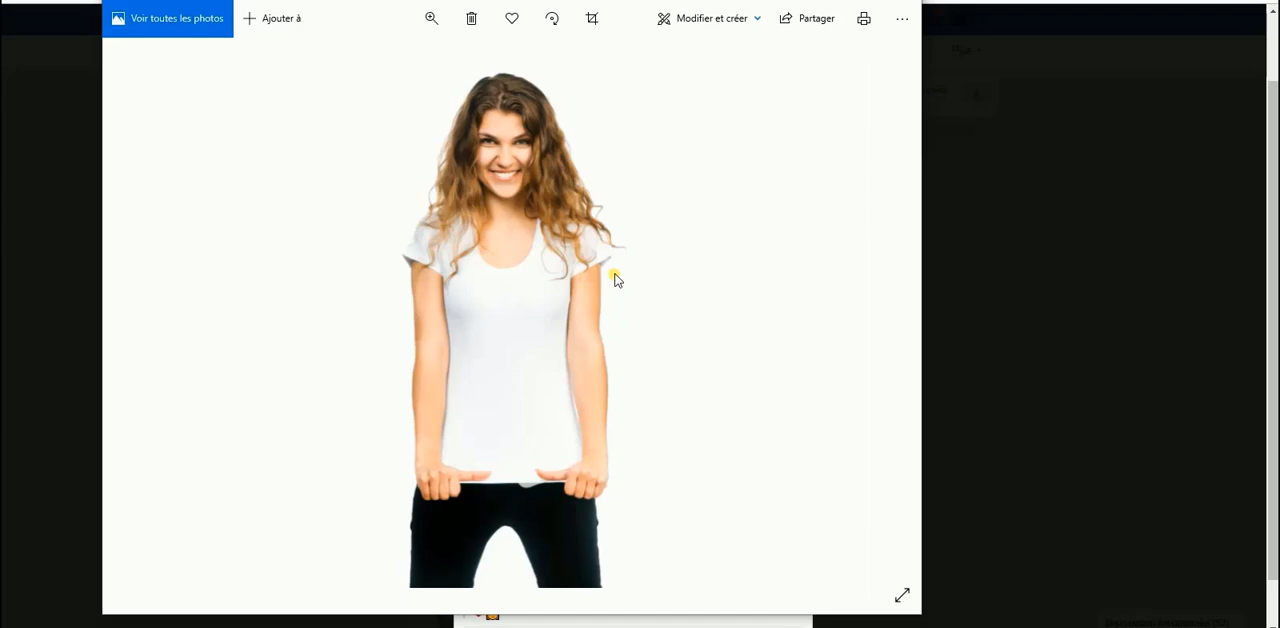 Voir toutes les photos
Ajouter à
Modifier et créer
Partager